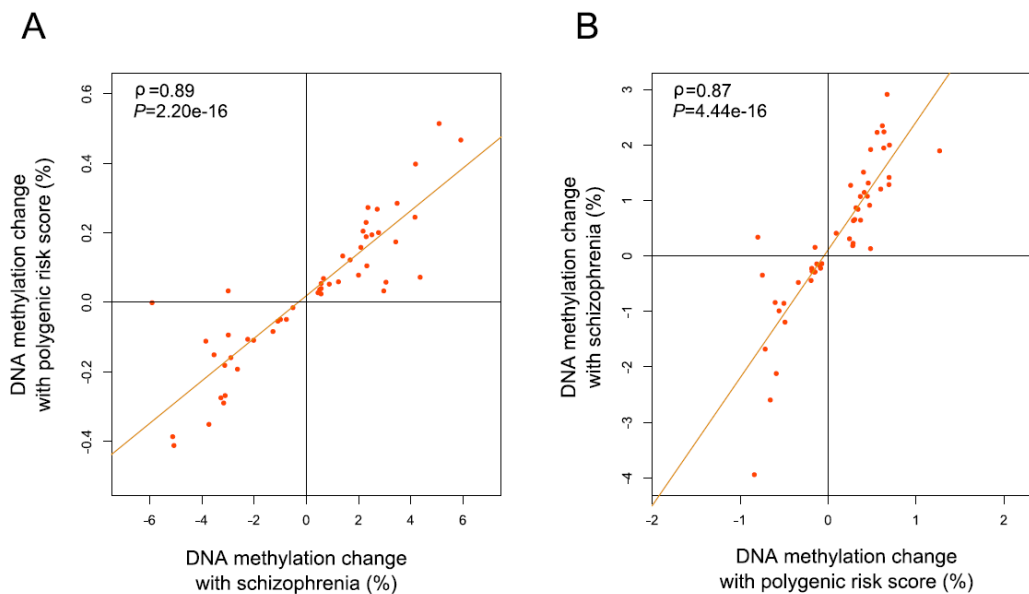 A
ρ=0.89
P=2.20e-16
DNA methylation change
with polygenic risk score (%)
0.6
0.4
0.2
0.0
-0.2
-0.4
-6
-4
-2
0
2
4
6
DNA methylation change
with schizophrenia (%)
B
ρ=0.87
P=4.44e-16
DNA methylation change
with schizophrenia (%)
3
2
1
0
-1
-2
-3
-4
-2
-1
0
1
2
DNA methylation change
with polygenic risk score (%)